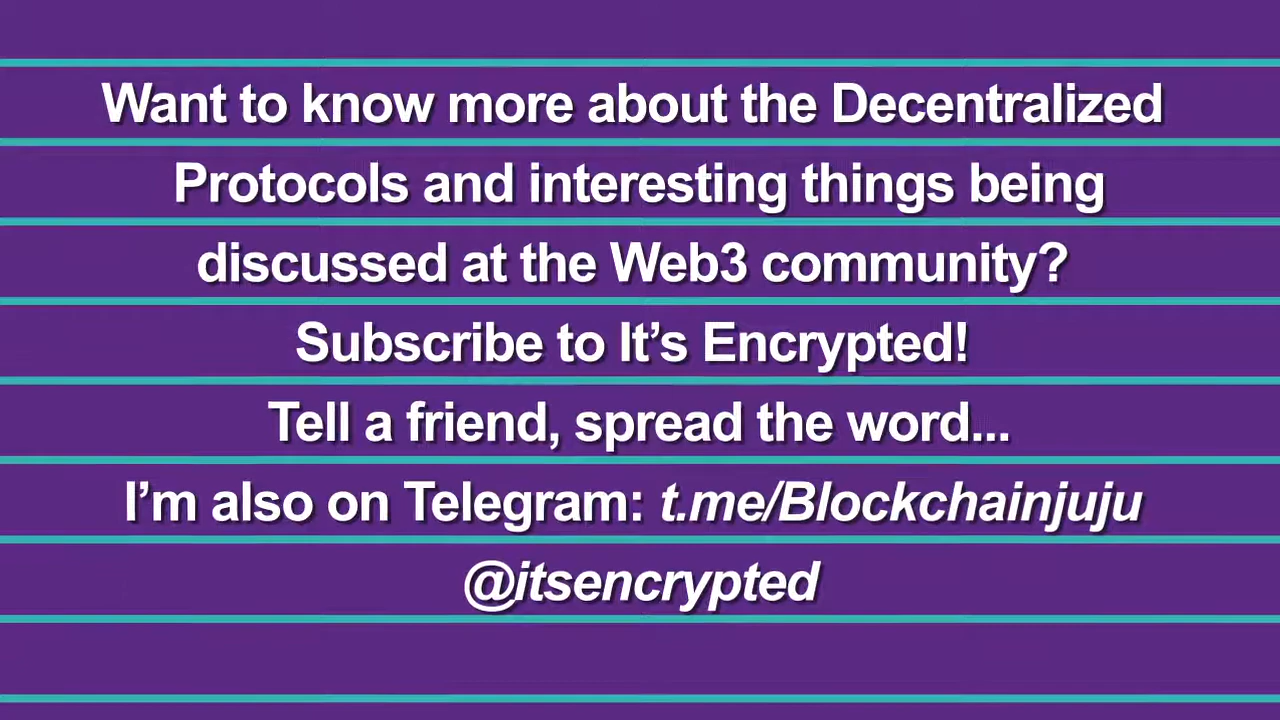 Want to know more about the Decentralized
Protocols and interesting things being
discussed at the Web3 community?
Subscribe to It’s Encrypted!
Tell a friend, spread the word...
I’m also on Telegram: t.me/Blockchainjuju
@itsencrypted